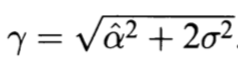 γ = √(α̂² + 2σ²)